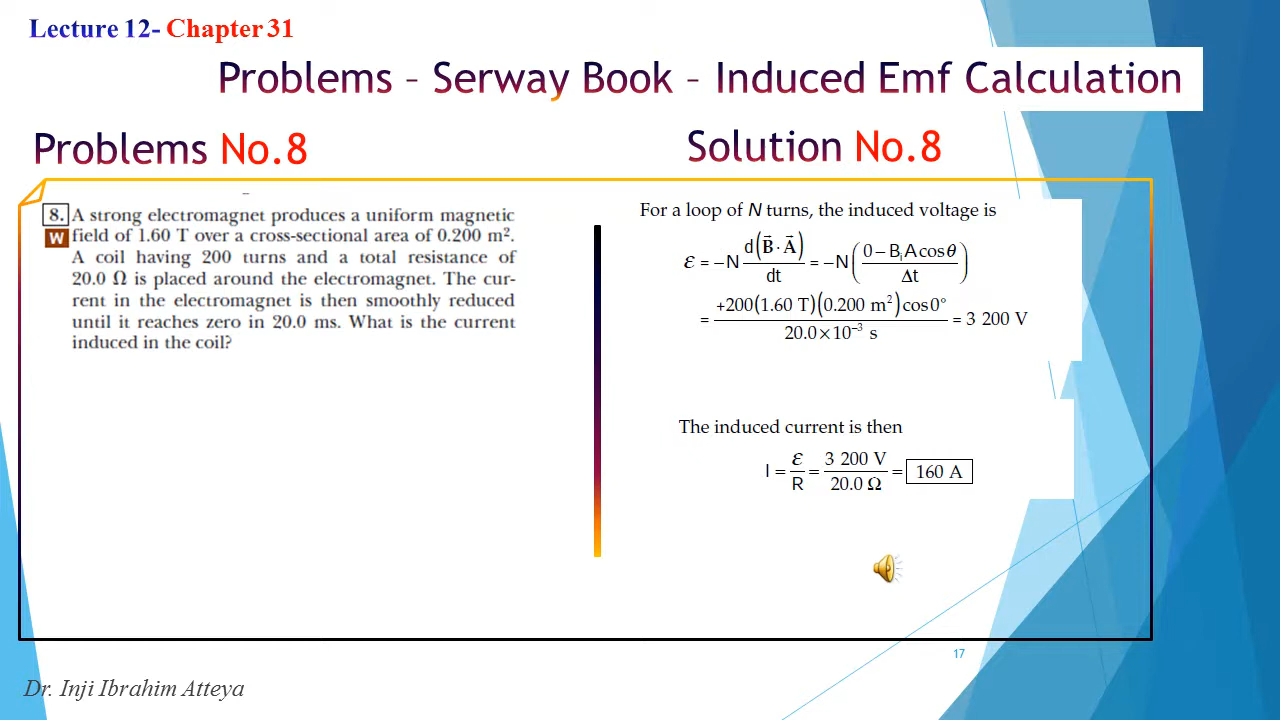 Lecture 12- Chapter 31
Problems – Serway Book – Induced Emf Calculation
Problems No.8
8. A strong electromagnet produces a uniform magnetic
W field of 1.60 T over a cross-sectional area of 0.200 m².
A coil having 200 turns and a total resistance of
20.0 Ω is placed around the electromagnet. The cur-
rent in the electromagnet is then smoothly reduced
until it reaches zero in 20.0 ms. What is the current
induced in the coil?
Solution No.8
For a loop of N turns, the induced voltage is
ℰ = −N d(B⃗ · A⃗)/dt = −N (0 − BᵢA cosθ / Δt)
= +200(1.60 T)(0.200 m²)cos0° / 20.0×10⁻³ s = 3 200 V
The induced current is then
I = ℰ/R = 3 200 V / 20.0 Ω = 160 A
17
Dr. Inji Ibrahim Atteya